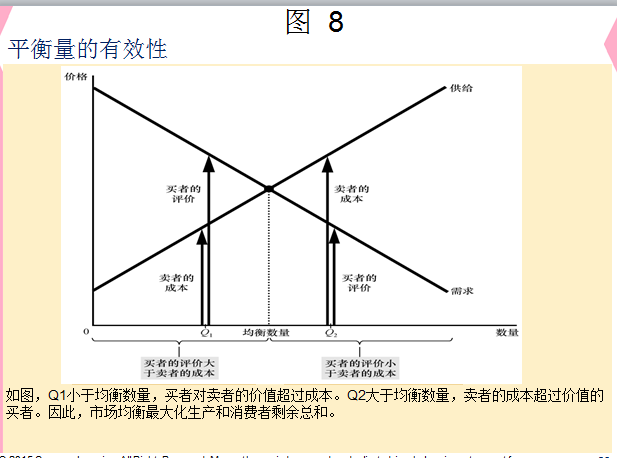 图 8
平衡量的有效性
价格
供给
买者的
评价
卖者的
成本
卖者的
成本
买者的
评价
需求
0
Q1
均衡数量
Q2
数量
买者的评价大
于卖者的成本
买者的评价小
于卖者的成本
如图，Q1小于均衡数量，买者对卖者的价值超过成本。Q2大于均衡数量，卖者的成本超过价值的
买者。因此，市场均衡最大化生产和消费者剩余总和。